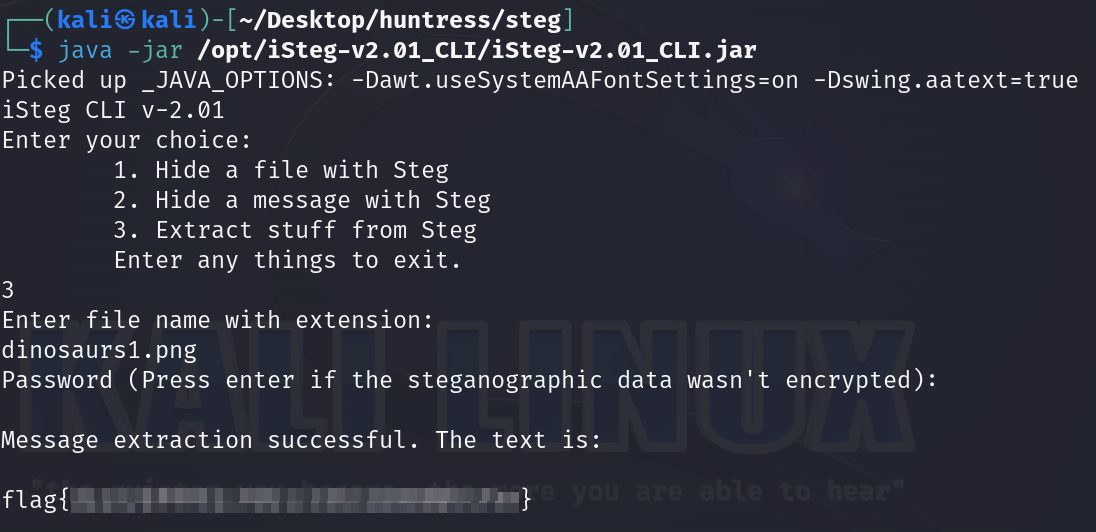 ┌──(kali㉿kali)-[~/Desktop/huntress/steg]
└─$ java -jar /opt/iSteg-v2.01_CLI/iSteg-v2.01_CLI.jar
Picked up _JAVA_OPTIONS: -Dawt.useSystemAAFontSettings=on -Dswing.aatext=true
iSteg CLI v-2.01
Enter your choice:
        1. Hide a file with Steg
        2. Hide a message with Steg
        3. Extract stuff from Steg
        Enter any things to exit.
3
Enter file name with extension:
dinosaurs1.png
Password (Press enter if the steganographic data wasn't encrypted):
Message extraction successful. The text is:
flag{}
KALI LINUX
you are able to hear"